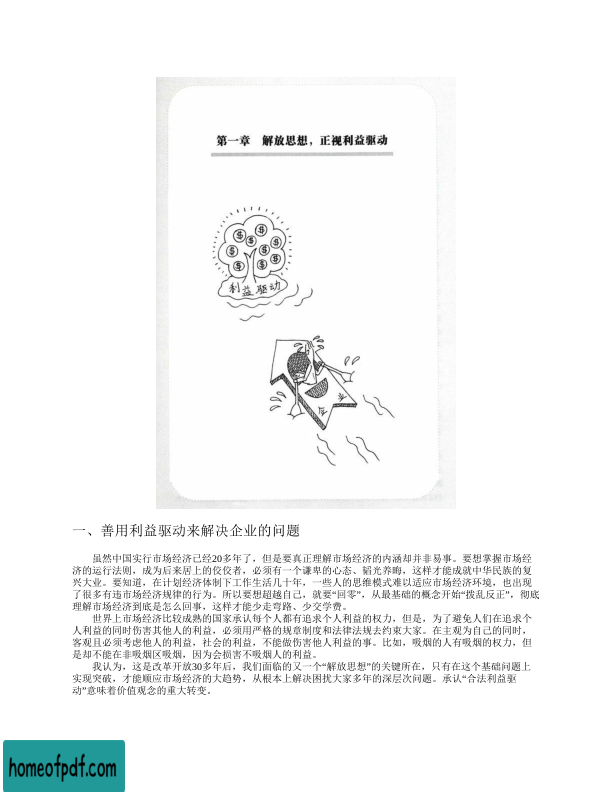 第一章 解放思想，正视利益驱动
$ $ $ $ $ $ $ $ $
利益驱动
企业
一、善用利益驱动来解决企业的问题
虽然中国实行市场经济已经20多年了，但是要真正理解市场经济的内涵却并非易事。要想掌握市场经
济的运行法则，成为后来居上的佼佼者，必须有一个谦卑的心态、韬光养晦，这样才能成就中华民族的复
兴大业。要知道，在计划经济体制下工作生活几十年，一些人的思维模式难以适应市场经济环境，也出现
了很多有违市场经济规律的行为。所以要想超越自己，就要“回零”，从最基础的概念开始“拨乱反正”，彻底
理解市场经济到底是怎么回事，这样才能少走弯路、少交学费。
世界上市场经济比较成熟的国家承认每个人都有追求个人利益的权力，但是，为了避免人们在追求个
人利益的同时伤害其他人的利益，必须用严格的规章制度和法律法规去约束大家。在主观为自己的同时，
客观且必须考虑他人的利益，社会的利益，不能做伤害他人利益的事。比如，吸烟的人有吸烟的权力，但
是却不能在非吸烟区吸烟，因为会损害不吸烟人的利益。
我认为，这是改革开放30多年后，我们面临的又一个“解放思想”的关键所在，只有在这个基础问题上
实现突破，才能顺应市场经济的大趋势，从根本上解决困扰大家多年的深层次问题。承认“合法利益驱
动”意味着价值观念的重大转变。
homeofpdf.com